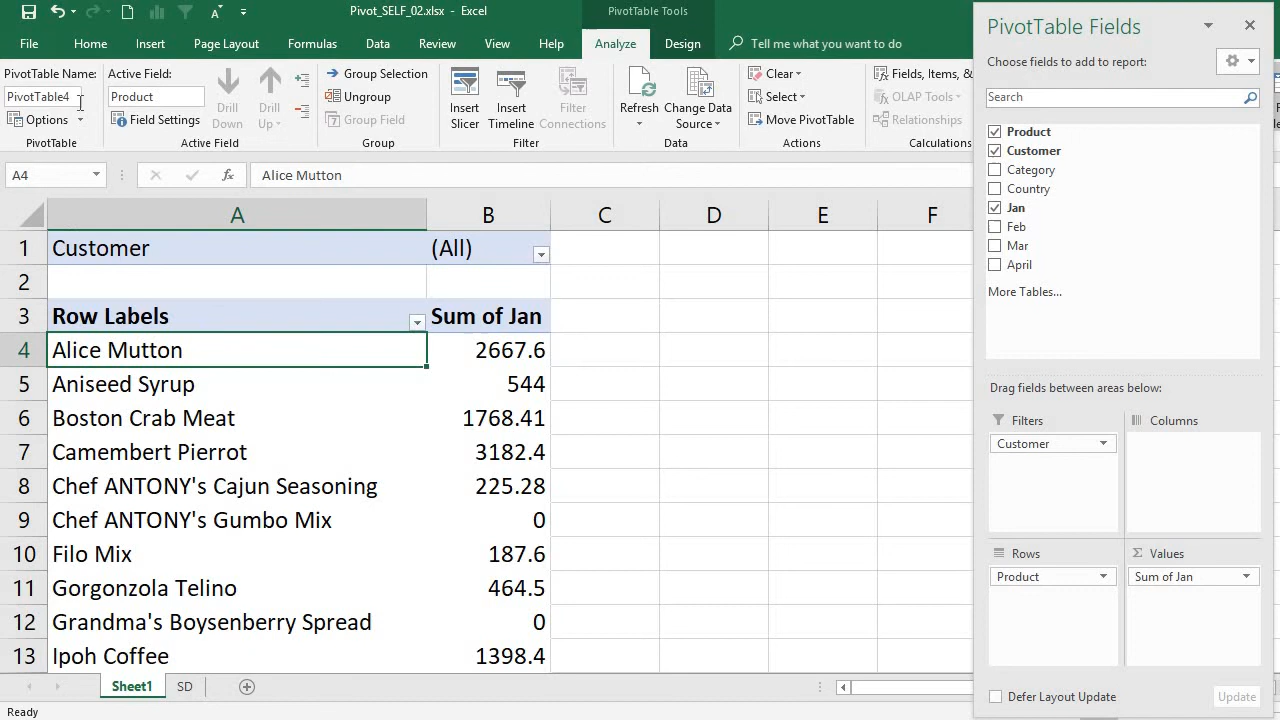 Pivot_SELF_02.xlsx - Excel
PivotTable Tools
File Home Insert Page Layout Formulas Data Review View Help Analyze Design Tell me what you want to do
PivotTable Name:
PivotTable4
Options
PivotTable
Active Field:
Product
Field Settings
Drill Down
Drill Up
Active Field
Group Selection
Ungroup
Group Field
Group
Insert Slicer
Insert Timeline
Filter Connections
Filter
Refresh
Change Data Source
Data
Clear
Select
Move PivotTable
Actions
Fields, Items, &
OLAP Tools
Relationships
Calculations
A4
fx
Alice Mutton
A B C D E F
1 Customer (All)
2
3 Row Labels Sum of Jan
4 Alice Mutton 2667.6
5 Aniseed Syrup 544
6 Boston Crab Meat 1768.41
7 Camembert Pierrot 3182.4
8 Chef ANTONY's Cajun Seasoning 225.28
9 Chef ANTONY's Gumbo Mix 0
10 Filo Mix 187.6
11 Gorgonzola Telino 464.5
12 Grandma's Boysenberry Spread 0
13 Ipoh Coffee 1398.4
Sheet1 SD
Ready
PivotTable Fields
Choose fields to add to report:
Search
Product
Customer
Category
Country
Jan
Feb
Mar
April
More Tables...
Drag fields between areas below:
Filters
Customer
Columns
Rows
Product
Σ Values
Sum of Jan
Defer Layout Update
Update